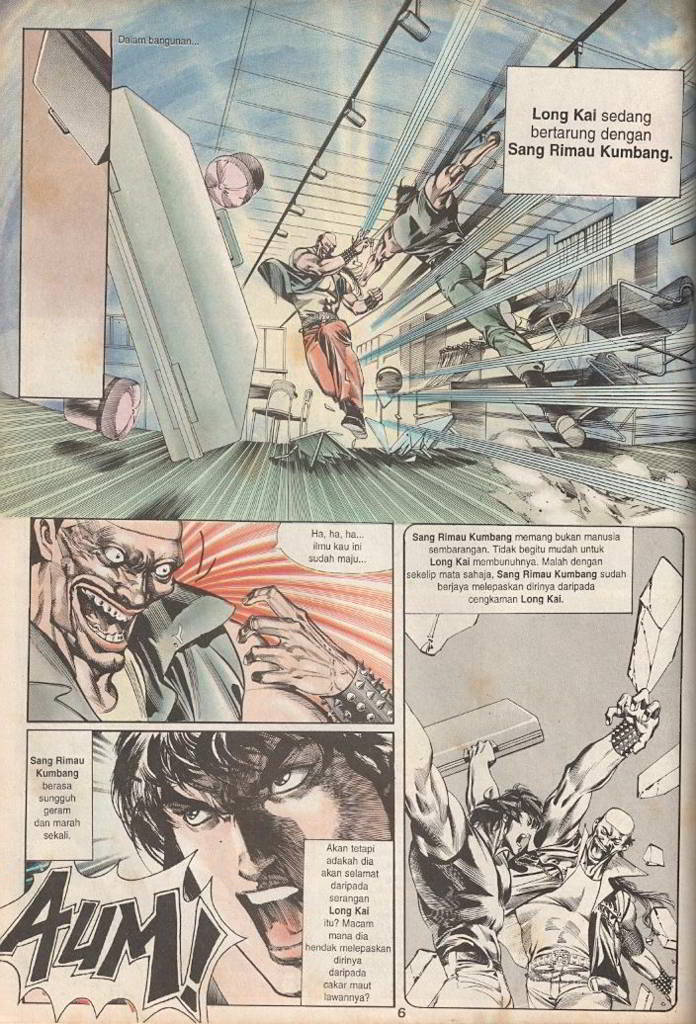 Dalam bangunan...
Long Kai sedang
bertarung dengan
Sang Rimau Kumbang.
Ha, ha, ha...
ilmu kau ini
sudah maju...
Sang Rimau Kumbang memang bukan manusia
sembarangan. Tidak begitu mudah untuk
Long Kai membunuhnya. Malah dengan
sekelip mata sahaja, Sang Rimau Kumbang sudah
berjaya melepaskan dirinya daripada
cengkaman Long Kai.
Sang Rimau
Kumbang
berasa
sungguh
geram
dan marah
sekali.
AUM!
Akan tetapi
adakah dia
akan selamat
daripada
serangan
Long Kai
itu? Macam
mana dia
hendak melepaskan
dirinya
daripada
cakar maut
lawannya?
6